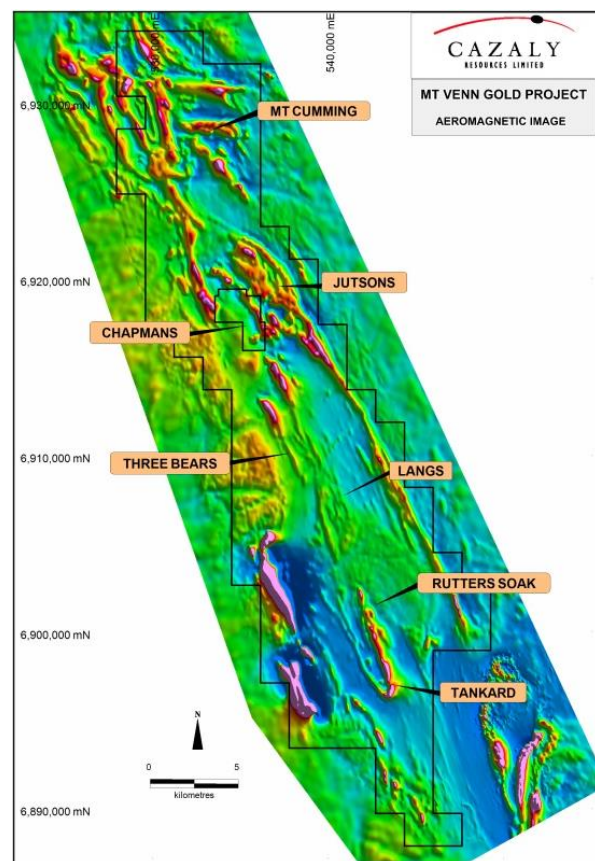 CAZALY
RESOURCES LIMITED
MT VENN GOLD PROJECT
AEROMAGNETIC IMAGE
540,000 mE
6,930,000 mN
MT CUMMING
6,920,000 mN
JUTSONS
CHAPMANS
6,910,000 mN
THREE BEARS
LANGS
RUTTERS SOAK
6,900,000 mN
TANKARD
N
0 5
kilometres
6,890,000 mN